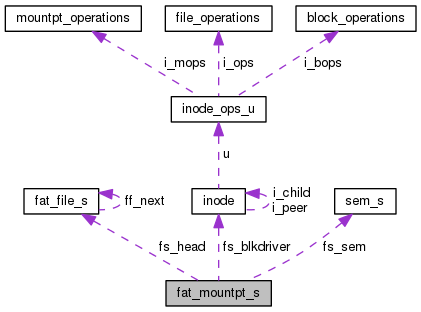 mountpt_operations file_operations block_operations
i_mops i_ops i_bops
inode_ops_u
u
fat_file_s ff_next inode i_child sem_s
i_peer
fs_head fs_blkdriver fs_sem
fat_mountpt_s